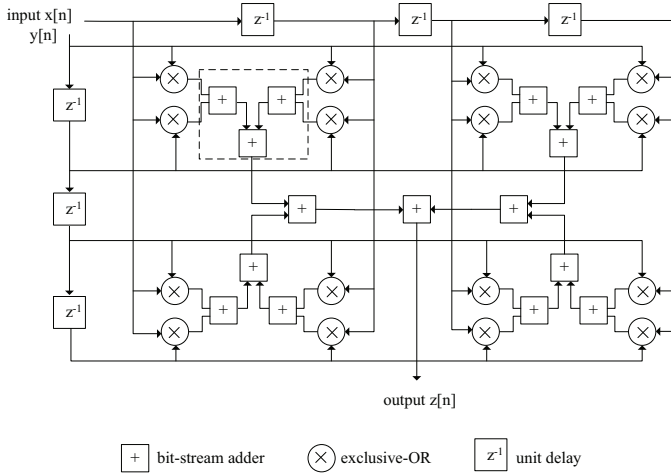 input x[n]
y[n]
z-1 z-1 z-1
× × × ×
+ + + +
z-1
× × × ×
+ +
z-1
+ + +
+ +
× × × ×
z-1
+ + + +
× × × ×
output z[n]
+ bit-stream adder × exclusive-OR z-1 unit delay